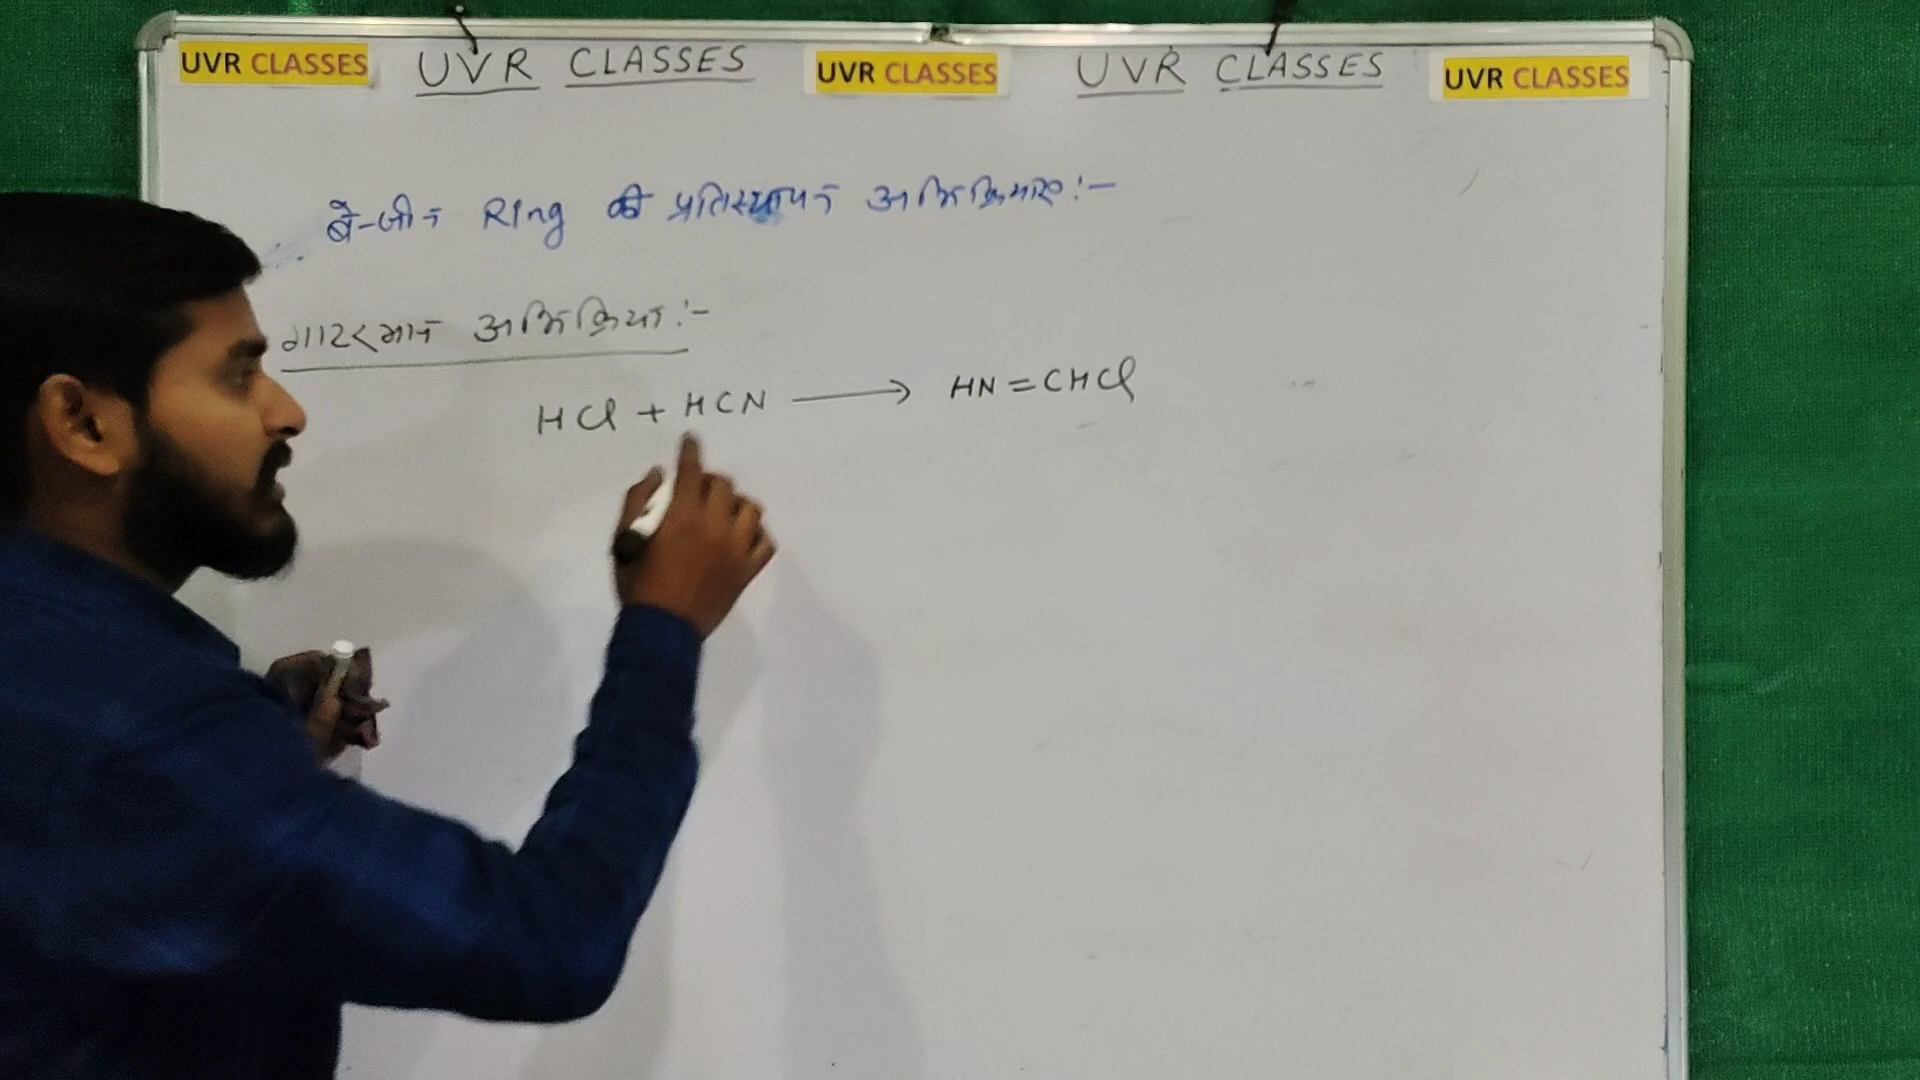 UVR CLASSES UVR CLASSES UVR CLASSES UVR CLASSES UVR CLASSES
बेन्जीन Ring की प्रतिस्थापन अभिक्रियाए:-
गाटरमान अभिक्रिया:-
HCl + HCN ⟶ HN=CHCl